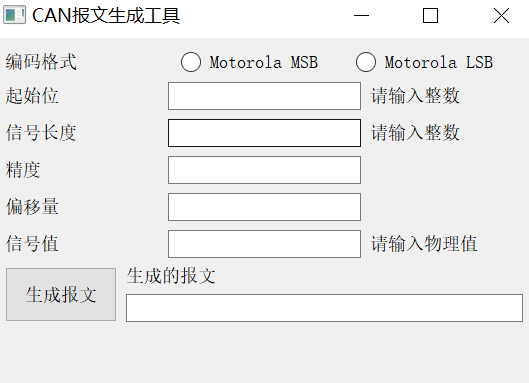 CAN报文生成工具
编码格式 Motorola MSB Motorola LSB
起始位 请输入整数
信号长度 请输入整数
精度
偏移量
信号值 请输入物理值
生成的报文
生成报文